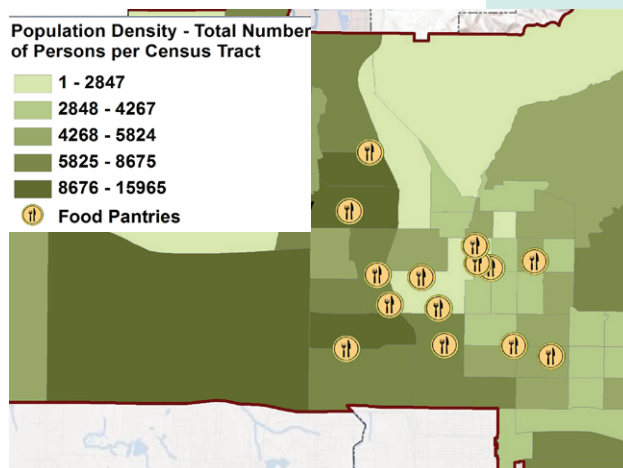 Population Density - Total Number
of Persons per Census Tract
1 - 2847
2848 - 4267
4268 - 5824
5825 - 8675
8676 - 15965
Food Pantries